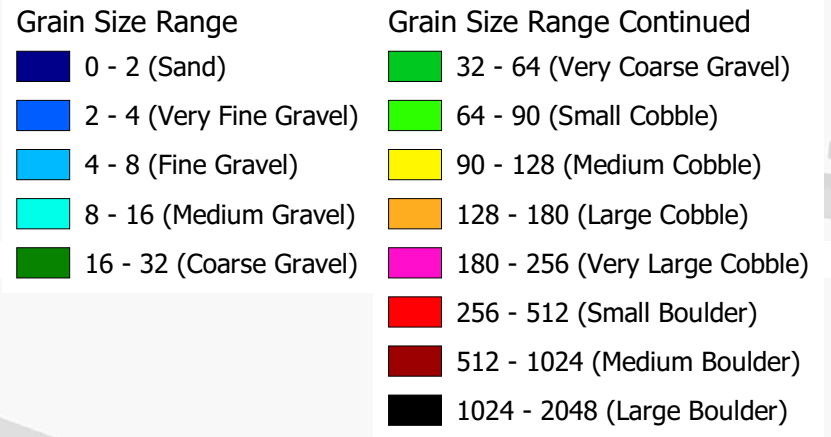 Grain Size Range
0 - 2 (Sand)
2 - 4 (Very Fine Gravel)
4 - 8 (Fine Gravel)
8 - 16 (Medium Gravel)
16 - 32 (Coarse Gravel)
Grain Size Range Continued
32 - 64 (Very Coarse Gravel)
64 - 90 (Small Cobble)
90 - 128 (Medium Cobble)
128 - 180 (Large Cobble)
180 - 256 (Very Large Cobble)
256 - 512 (Small Boulder)
512 - 1024 (Medium Boulder)
1024 - 2048 (Large Boulder)